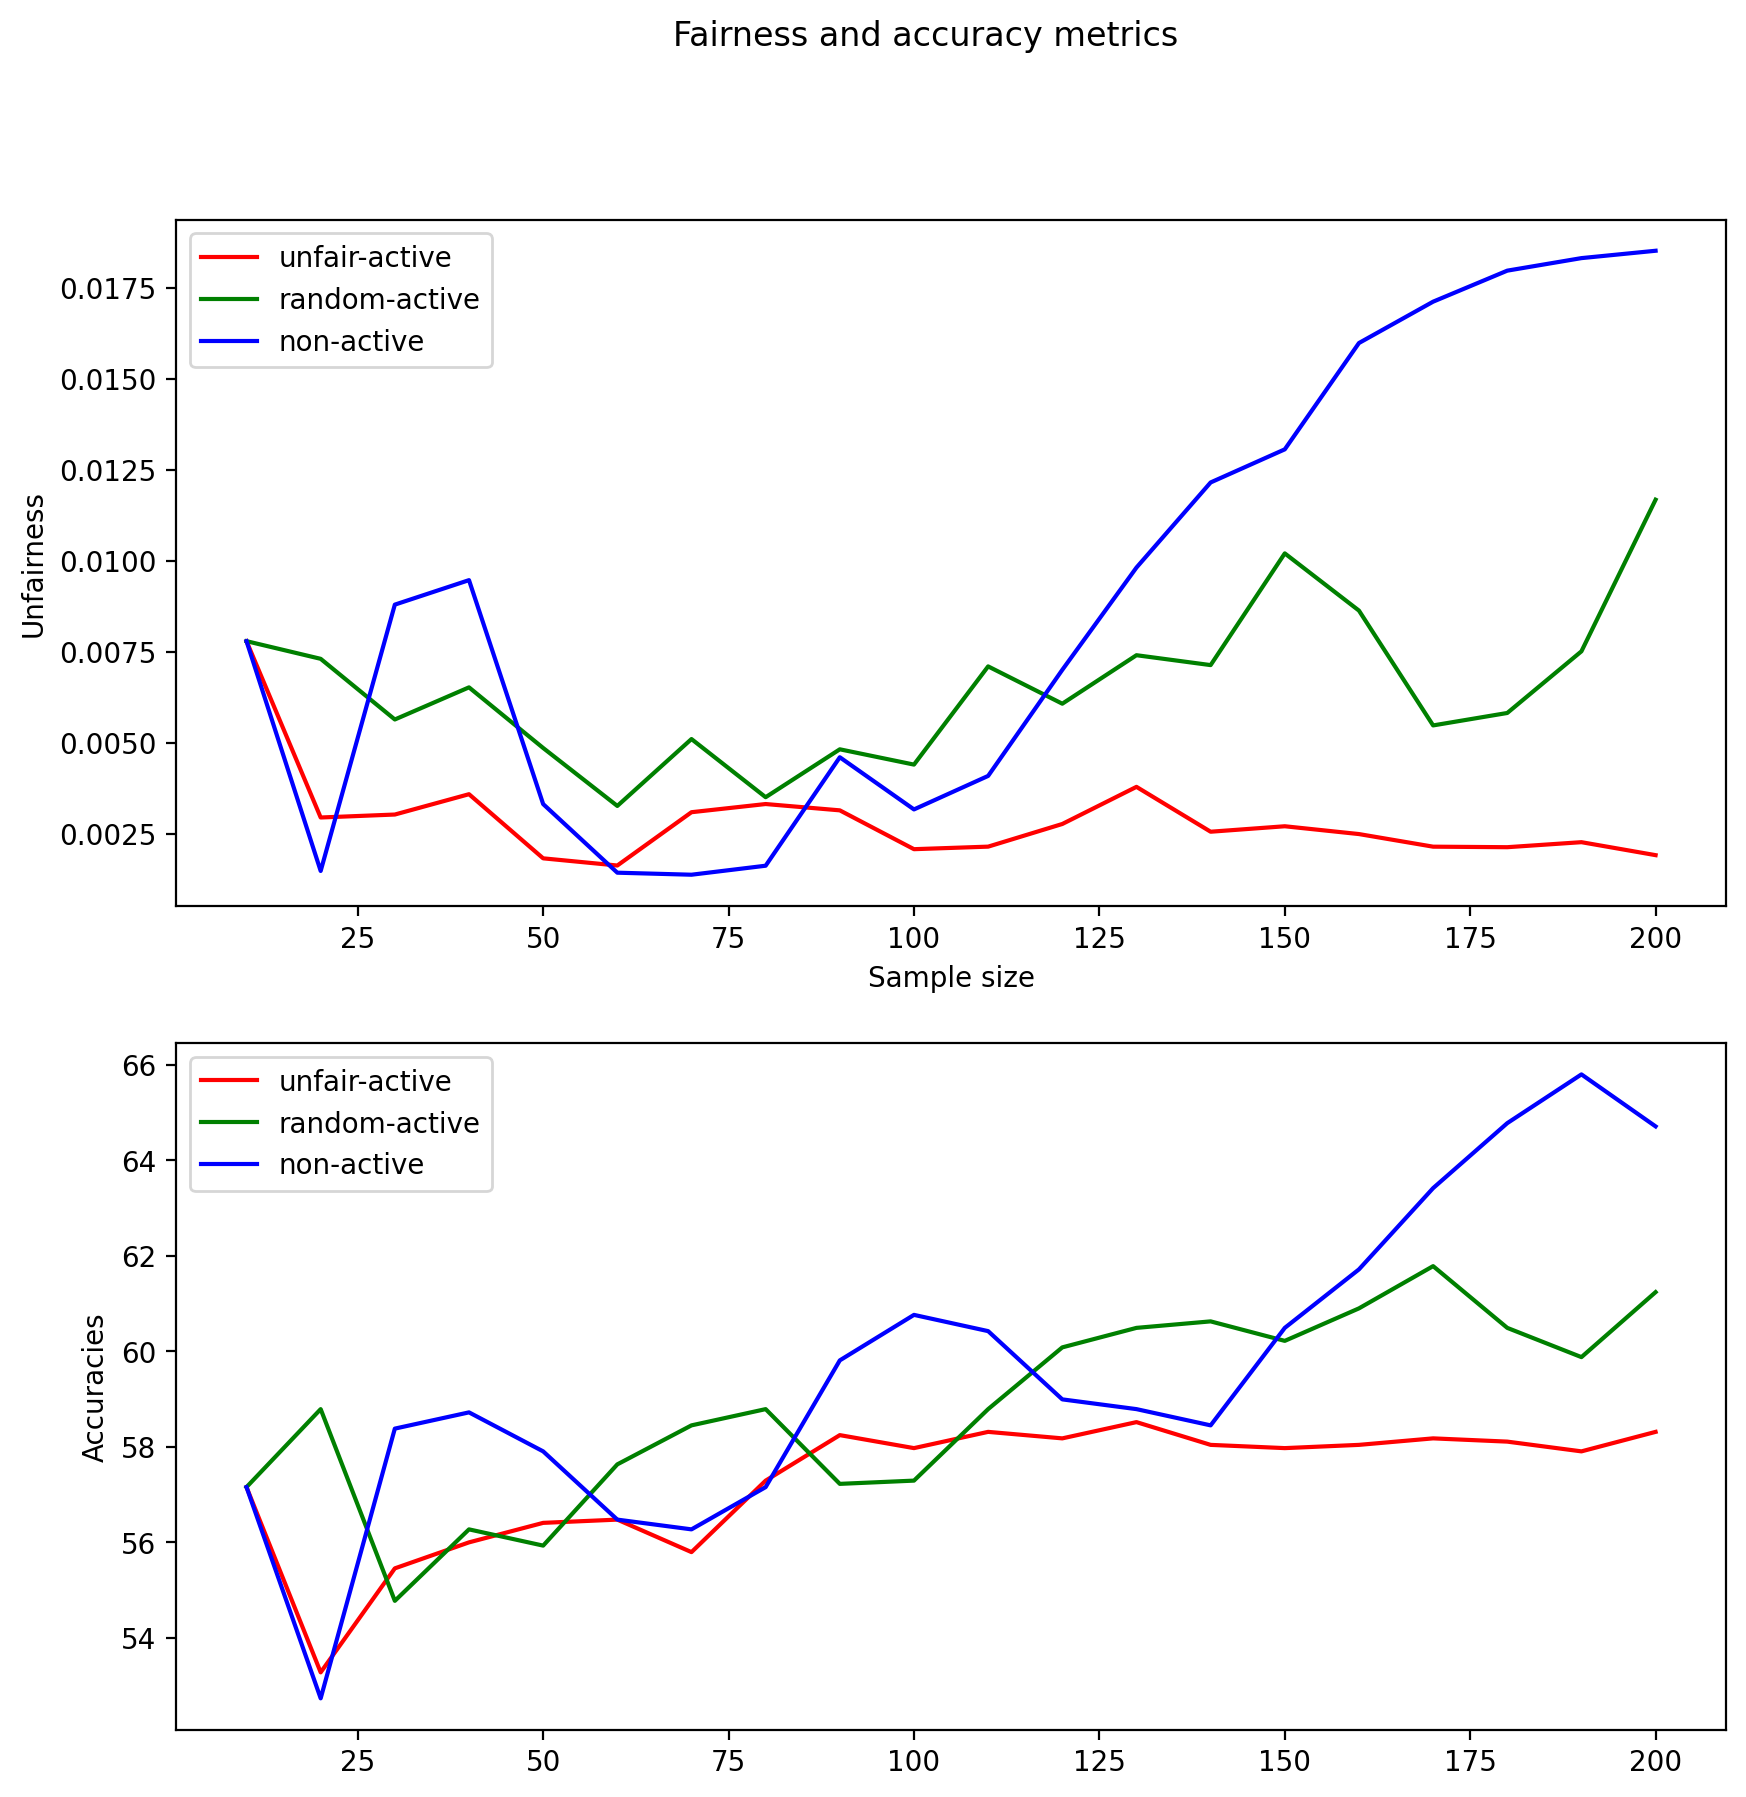 Fairness and accuracy metrics
unfair-active
random-active
non-active
0.0175
0.0150
0.0125
0.0100
0.0075
0.0050
0.0025
Unfairness
25 50 75 100 125 150 175 200
Sample size
unfair-active
random-active
non-active
66
64
62
60
58
56
54
Accuracies
25 50 75 100 125 150 175 200